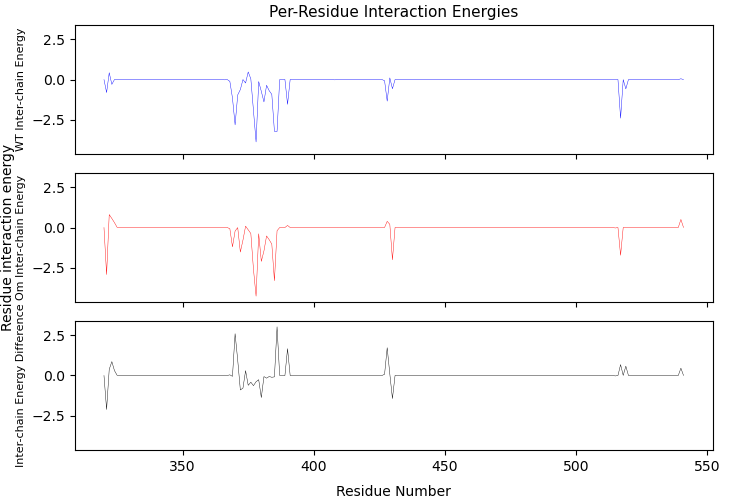 Per-Residue Interaction Energies
Residue interaction energy
WT Inter-chain Energy
2.5
0.0
−2.5
Om Inter-chain Energy
2.5
0.0
−2.5
Inter-chain Energy Difference
2.5
0.0
−2.5
350
400
450
500
550
Residue Number